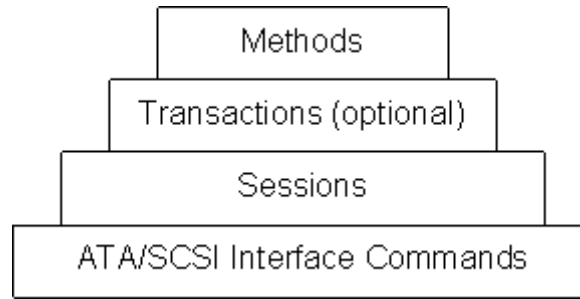 Methods
Transactions (optional)
Sessions
ATA/SCSI Interface Commands